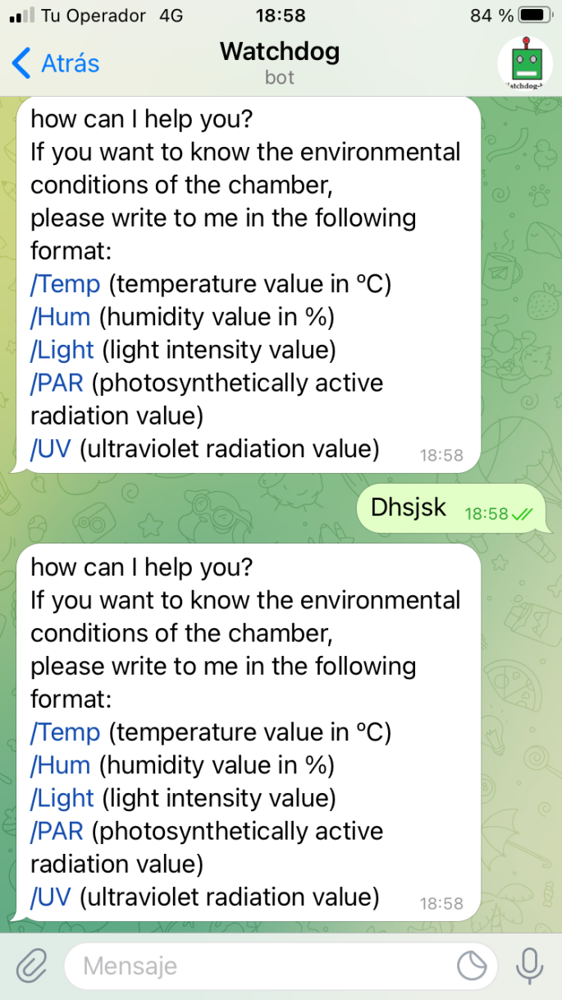 Tu Operador 4G 18:58 84 %
Atrás Watchdog
bot
how can I help you?
If you want to know the environmental
conditions of the chamber,
please write to me in the following
format:
/Temp (temperature value in ºC)
/Hum (humidity value in %)
/Light (light intensity value)
/PAR (photosynthetically active
radiation value)
/UV (ultraviolet radiation value) 18:58
Dhsjsk 18:58
how can I help you?
If you want to know the environmental
conditions of the chamber,
please write to me in the following
format:
/Temp (temperature value in ºC)
/Hum (humidity value in %)
/Light (light intensity value)
/PAR (photosynthetically active
radiation value)
/UV (ultraviolet radiation value) 18:58
Mensaje